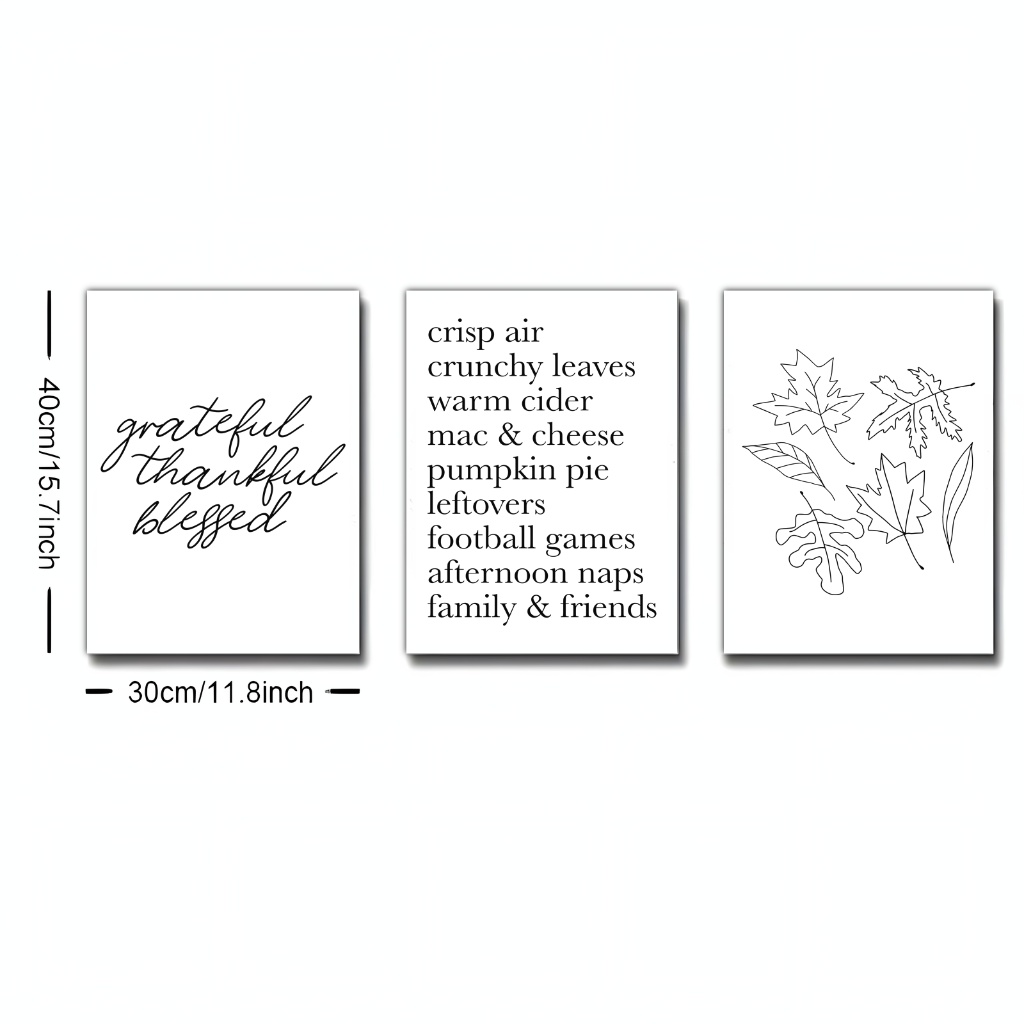 40cm/15.7inch
grateful
thankful
blessed
30cm/11.8inch
crisp air
crunchy leaves
warm cider
mac & cheese
pumpkin pie
leftovers
football games
afternoon naps
family & friends